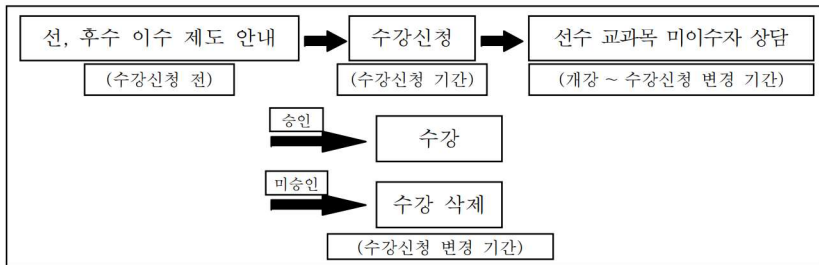 선, 후수 이수 제도 안내
수강신청
선수 교과목 미이수자 상담
(수강신청 전)
(수강신청 기간)
(개강 ~ 수강신청 변경 기간)
승인
수강
미승인
수강 삭제
(수강신청 변경 기간)